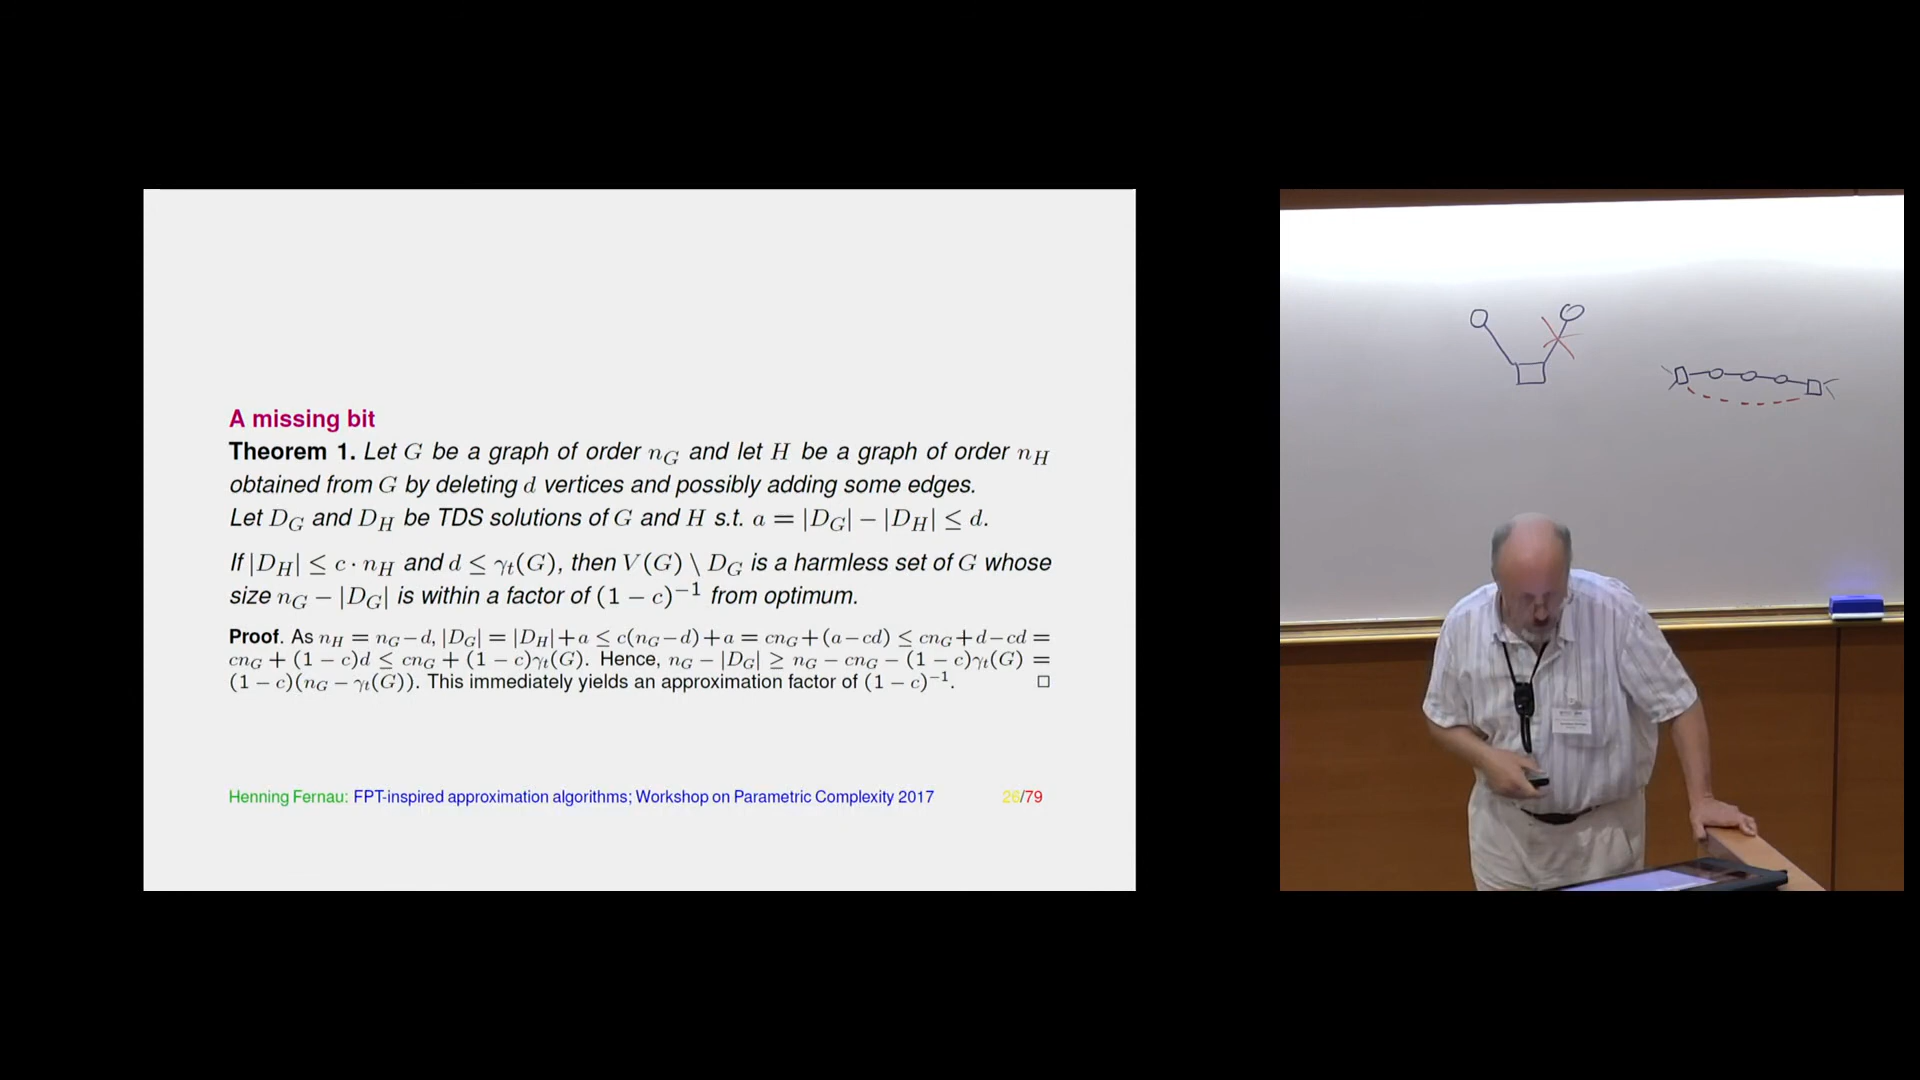 A missing bit
Theorem 1. Let G be a graph of order n_G and let H be a graph of order n_H
obtained from G by deleting d vertices and possibly adding some edges.
Let D_G and D_H be TDS solutions of G and H s.t. a = |D_G| − |D_H| ≤ d.
If |D_H| ≤ c · n_H and d ≤ γ_t(G), then V(G) \ D_G is a harmless set of G whose
size n_G − |D_G| is within a factor of (1 − c)^{−1} from optimum.
Proof. As n_H = n_G−d, |D_G| = |D_H|+a ≤ c(n_G−d)+a = cn_G+(a−cd) ≤ cn_G+d−cd =
cn_G + (1 − c)d ≤ cn_G + (1 − c)γ_t(G). Hence, n_G − |D_G| ≥ n_G − cn_G − (1 − c)γ_t(G) =
(1 − c)(n_G − γ_t(G)). This immediately yields an approximation factor of (1 − c)^{−1}. □
Henning Fernau: FPT-inspired approximation algorithms; Workshop on Parametric Complexity 2017 26/79